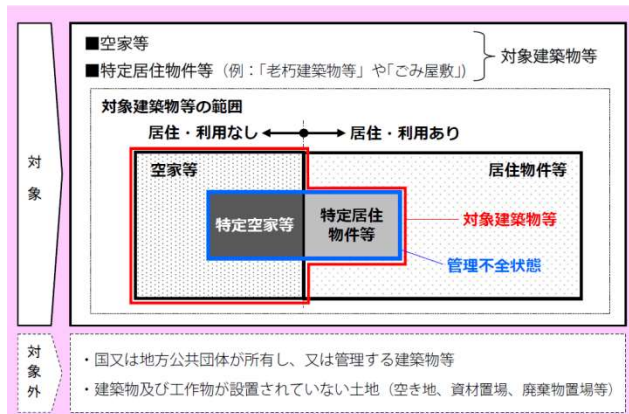 対象
■空家等
■特定居住物件等（例：「老朽建築物等」や「ごみ屋敷」）
対象建築物等
対象建築物等の範囲
居住・利用なし
居住・利用あり
空家等
居住物件等
特定空家等
特定居住
物件等
対象建築物等
管理不全状態
対象外
・国又は地方公共団体が所有し、又は管理する建築物等
・建築物及び工作物が設置されていない土地（空き地、資材置場、廃棄物置場等）